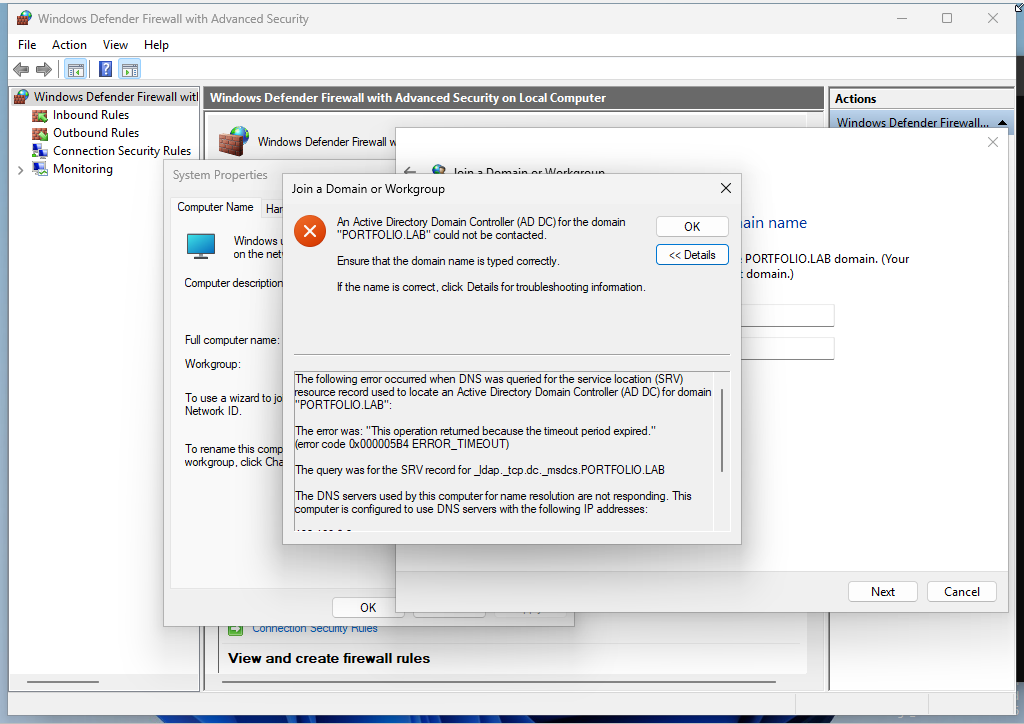 Windows Defender Firewall with Advanced Security
File Action View Help
Windows Defender Firewall wit
Inbound Rules
Outbound Rules
Connection Security Rules
Monitoring
Windows Defender Firewall with Advanced Security on Local Computer
Windows Defender Firewall w
Actions
Windows Defender Firewall...
System Properties
Computer Name
Har
Windows u
on the netw
Computer description
Full computer name:
Workgroup:
To use a wizard to jo
Network ID.
To rename this comp
workgroup, click Cha
OK
Join a Domain or Workgroup
ain name
PORTFOLIO.LAB domain. (Your
t domain.)
Next
Cancel
Join a Domain or Workgroup
An Active Directory Domain Controller (AD DC) for the domain
"PORTFOLIO.LAB" could not be contacted.
Ensure that the domain name is typed correctly.
If the name is correct, click Details for troubleshooting information.
OK
<< Details
The following error occurred when DNS was queried for the service location (SRV)
resource record used to locate an Active Directory Domain Controller (AD DC) for domain
"PORTFOLIO.LAB":
The error was: "This operation returned because the timeout period expired."
(error code 0x000005B4 ERROR_TIMEOUT)
The query was for the SRV record for _ldap._tcp.dc._msdcs.PORTFOLIO.LAB
The DNS servers used by this computer for name resolution are not responding. This
computer is configured to use DNS servers with the following IP addresses:
Connection Security Rules
View and create firewall rules